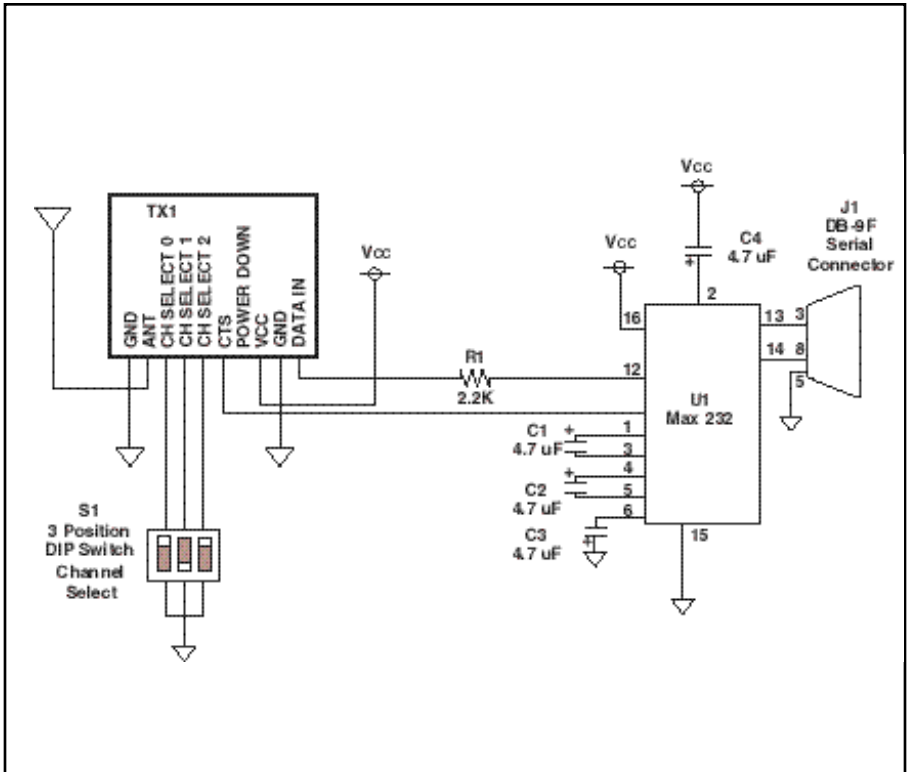 TX1
GND
ANT
CH SELECT 0
CH SELECT 1
CH SELECT 2
CTS
POWER DOWN
VCC
GND
DATA IN
Vcc
S1
3 Position
DIP Switch
Channel
Select
R1
2.2K
Vcc
Vcc
C4
4.7 uF
J1
DB-9F
Serial
Connector
2
16
12
13
3
14
8
5
U1
Max 232
C1
+
4.7 uF
1
3
C2
+
4.7 uF
4
5
C3
+
4.7 uF
6
15
+